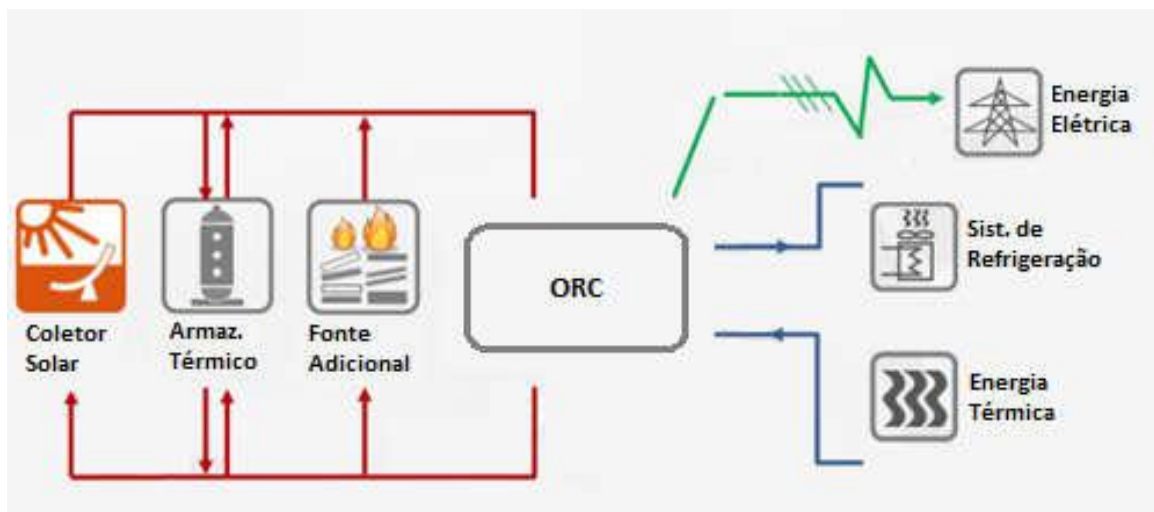 Energia
Elétrica
Sist. de
Refrigeração
ORC
Coletor
Solar
Armaz.
Térmico
Fonte
Adicional
Energia
Térmica